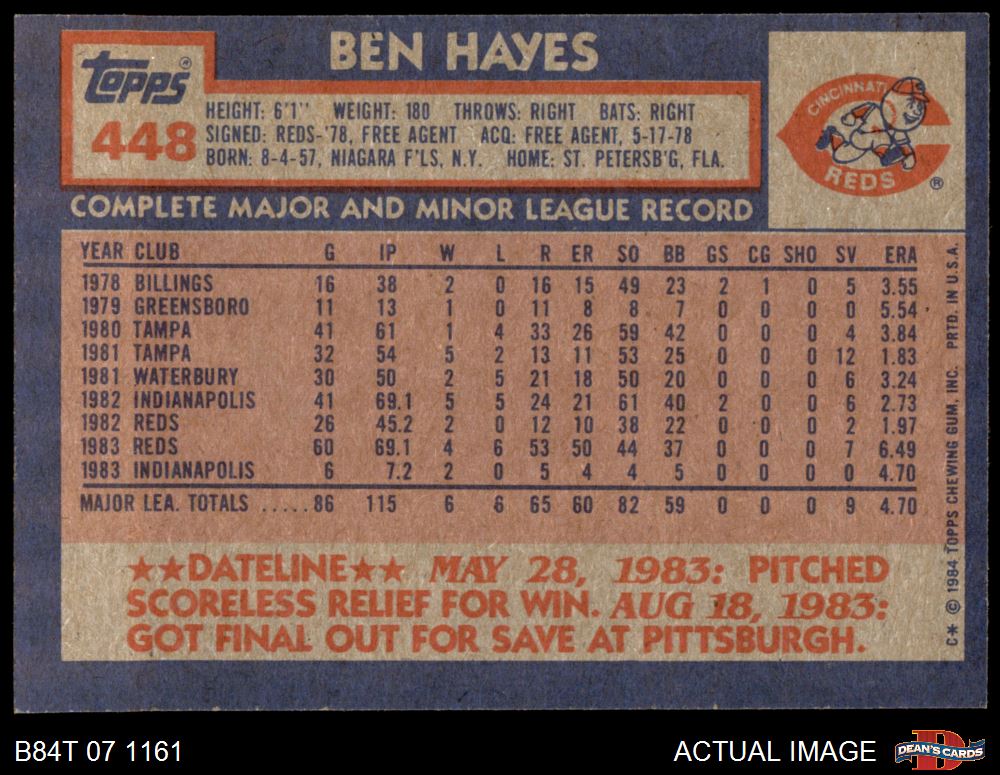 BEN HAYES
Topps®
448
HEIGHT: 6'1'' WEIGHT: 180 THROWS: RIGHT BATS: RIGHT
SIGNED: REDS-'78, FREE AGENT ACQ: FREE AGENT, 5-17-78
BORN: 8-4-57, NIAGARA F'LS, N.Y. HOME: ST. PETERSB'G, FLA.
CINCINNATI
REDS
®
COMPLETE MAJOR AND MINOR LEAGUE RECORD
YEAR CLUB G IP W L R ER SO BB GS CG SHO SV ERA
1978 BILLINGS 16 38 2 0 16 15 49 23 2 1 0 5 3.55
1979 GREENSBORO 11 13 1 0 11 8 8 7 0 0 0 0 5.54
1980 TAMPA 41 61 1 4 33 26 59 42 0 0 0 4 3.84
1981 TAMPA 32 54 5 2 13 11 53 25 0 0 0 12 1.83
1981 WATERBURY 30 50 2 5 21 18 50 20 0 0 0 6 3.24
1982 INDIANAPOLIS 41 69.1 5 5 24 21 61 40 2 0 0 6 2.73
1982 REDS 26 45.2 2 0 12 10 38 22 0 0 0 2 1.97
1983 REDS 60 69.1 4 6 53 50 44 37 0 0 0 7 6.49
1983 INDIANAPOLIS 6 7.2 2 0 5 4 4 5 0 0 0 0 4.70
MAJOR LEA. TOTALS .....86 115 6 6 65 60 82 59 0 0 0 9 4.70
★★DATELINE★★ MAY 28, 1983: PITCHED
SCORELESS RELIEF FOR WIN. AUG 18, 1983:
GOT FINAL OUT FOR SAVE AT PITTSBURGH.
C* © 1984 TOPPS CHEWING GUM, INC. PRTD. IN U.S.A.
B84T 07 1161
ACTUAL IMAGE
DEAN'S CARDS